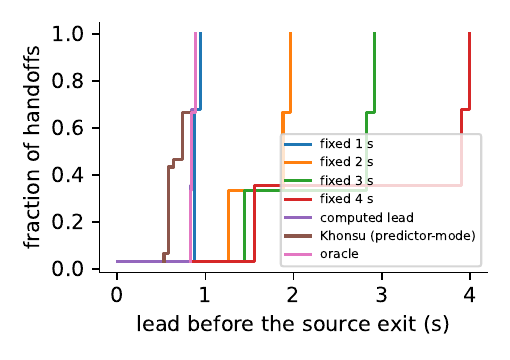 fraction of handoffs
1.0
0.8
0.6
0.4
0.2
0.0
fixed 1 s
fixed 2 s
fixed 3 s
fixed 4 s
computed lead
Khonsu (predictor-mode)
oracle
0 1 2 3 4
lead before the source exit (s)